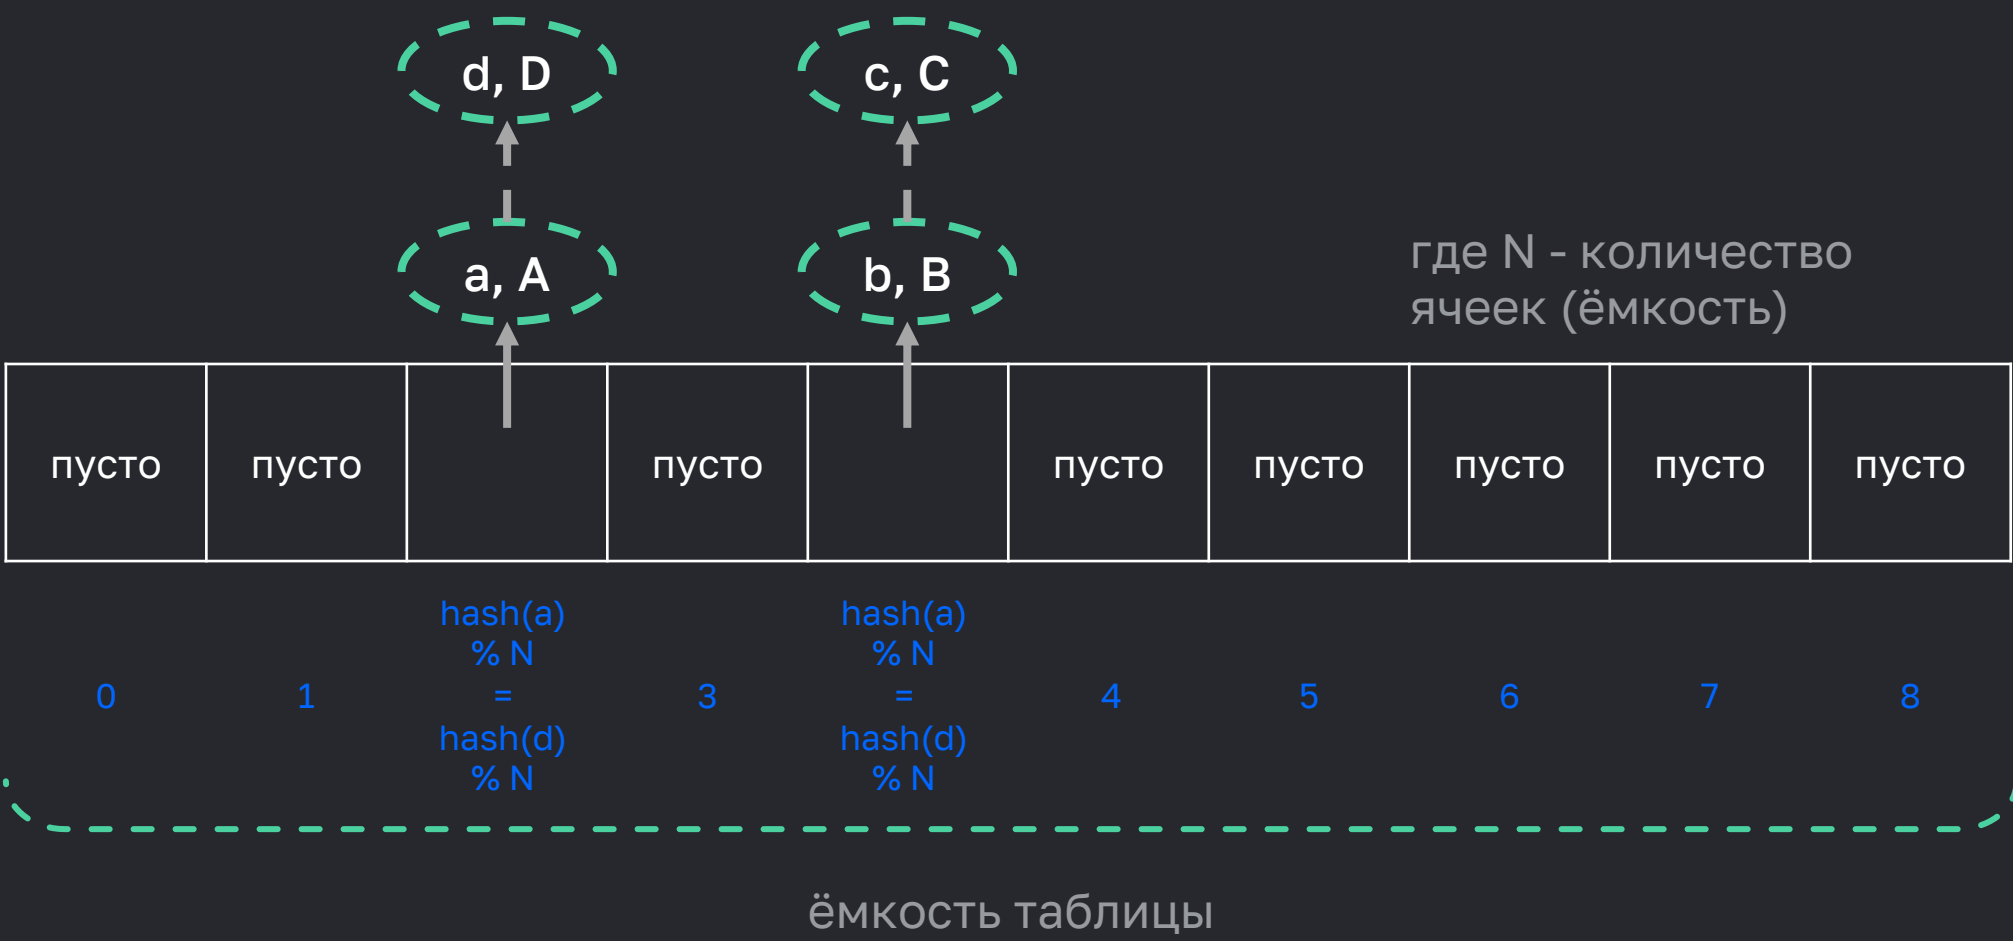 d, D
c, C
a, A
b, B
где N - количество
ячеек (ёмкость)
пусто
пусто
пусто
пусто
пусто
пусто
пусто
пусто
0
1
hash(a)
% N
=
hash(d)
% N
3
hash(a)
% N
=
hash(d)
% N
4
5
6
7
8
ёмкость таблицы